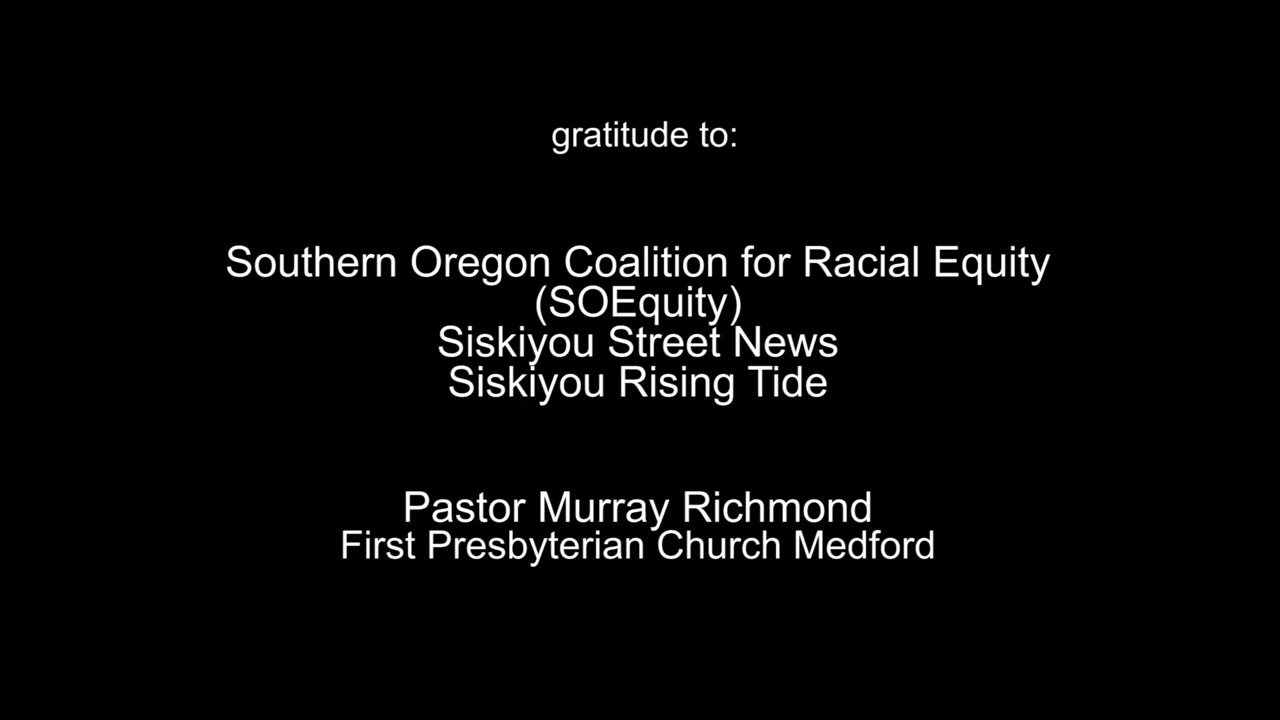 gratitude to:
Southern Oregon Coalition for Racial Equity
(SOEquity)
Siskiyou Street News
Siskiyou Rising Tide
Pastor Murray Richmond
First Presbyterian Church Medford